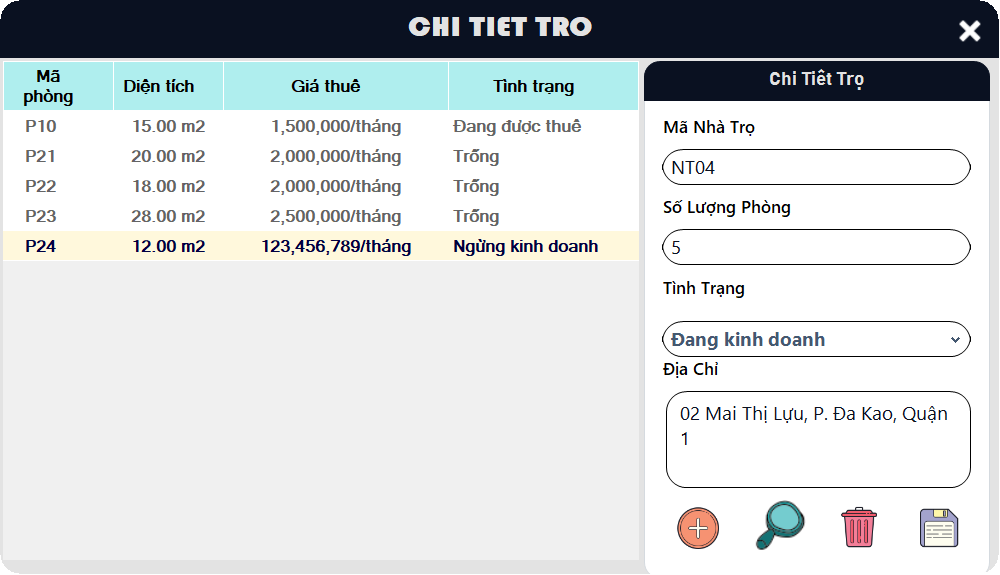 CHI TIET TRO
Mã phòng Diện tích Giá thuê Tình trạng
P10 15.00 m2 1,500,000/tháng Đang được thuê
P21 20.00 m2 2,000,000/tháng Trống
P22 18.00 m2 2,000,000/tháng Trống
P23 28.00 m2 2,500,000/tháng Trống
P24 12.00 m2 123,456,789/tháng Ngừng kinh doanh
Chi Tiêt Trọ
Mã Nhà Trọ
NT04
Số Lượng Phòng
5
Tình Trạng
Đang kinh doanh
Địa Chỉ
02 Mai Thị Lựu, P. Đa Kao, Quận
1